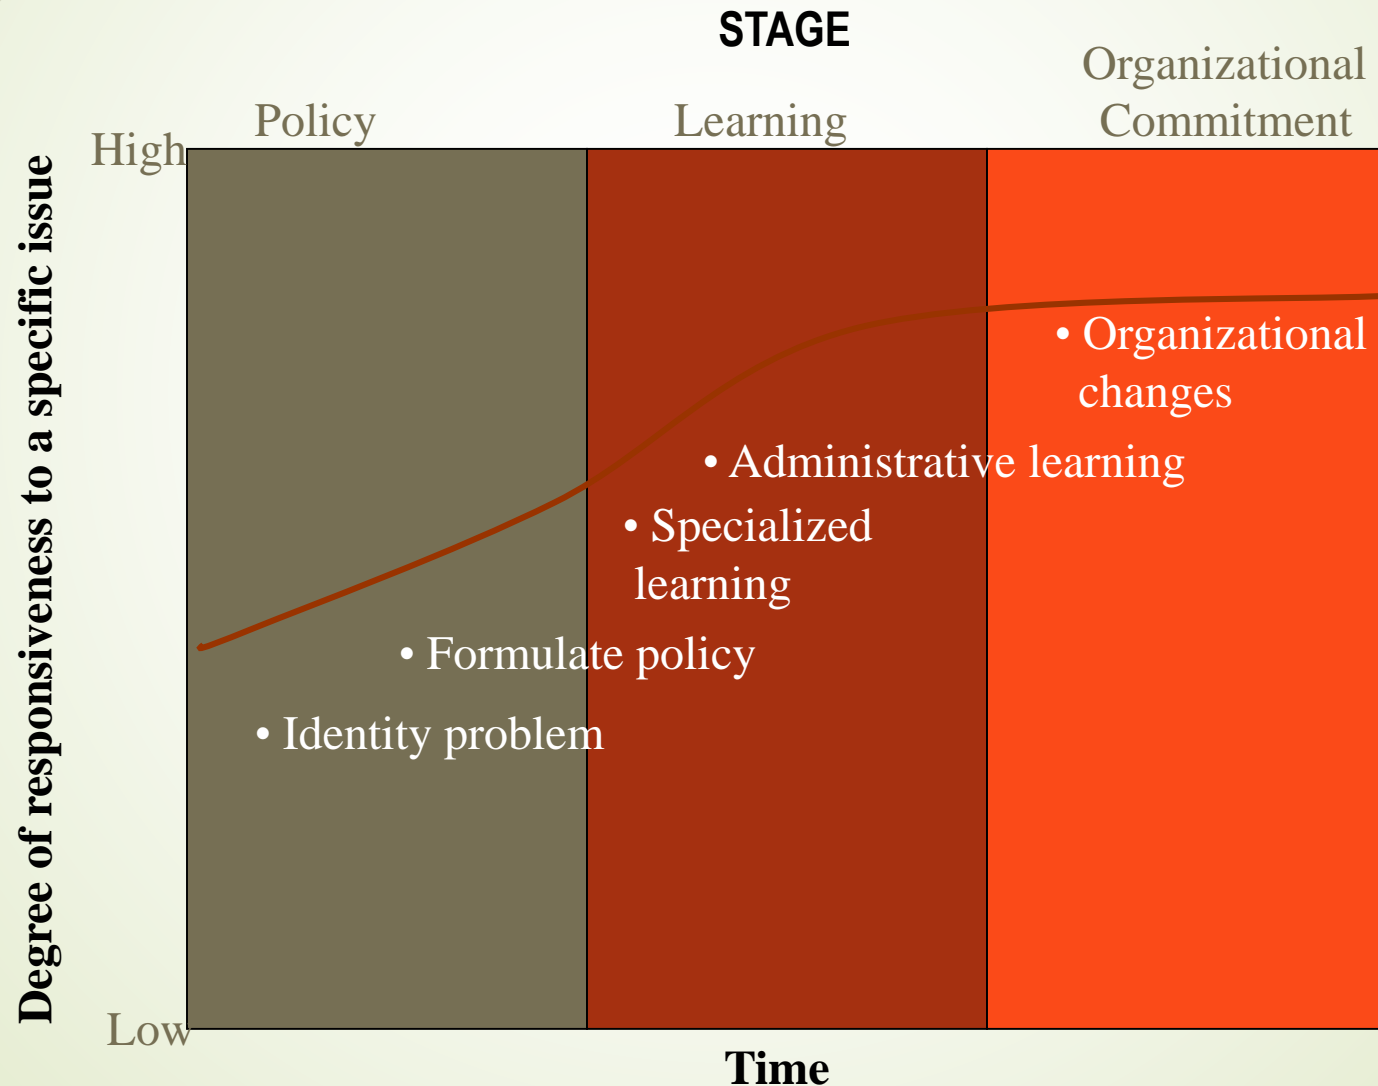 STAGE
Policy
Learning
Organizational
Commitment
High
Degree of responsiveness to a specific issue
• Organizational
changes
• Administrative learning
• Specialized
learning
• Formulate policy
• Identity problem
Low
Time